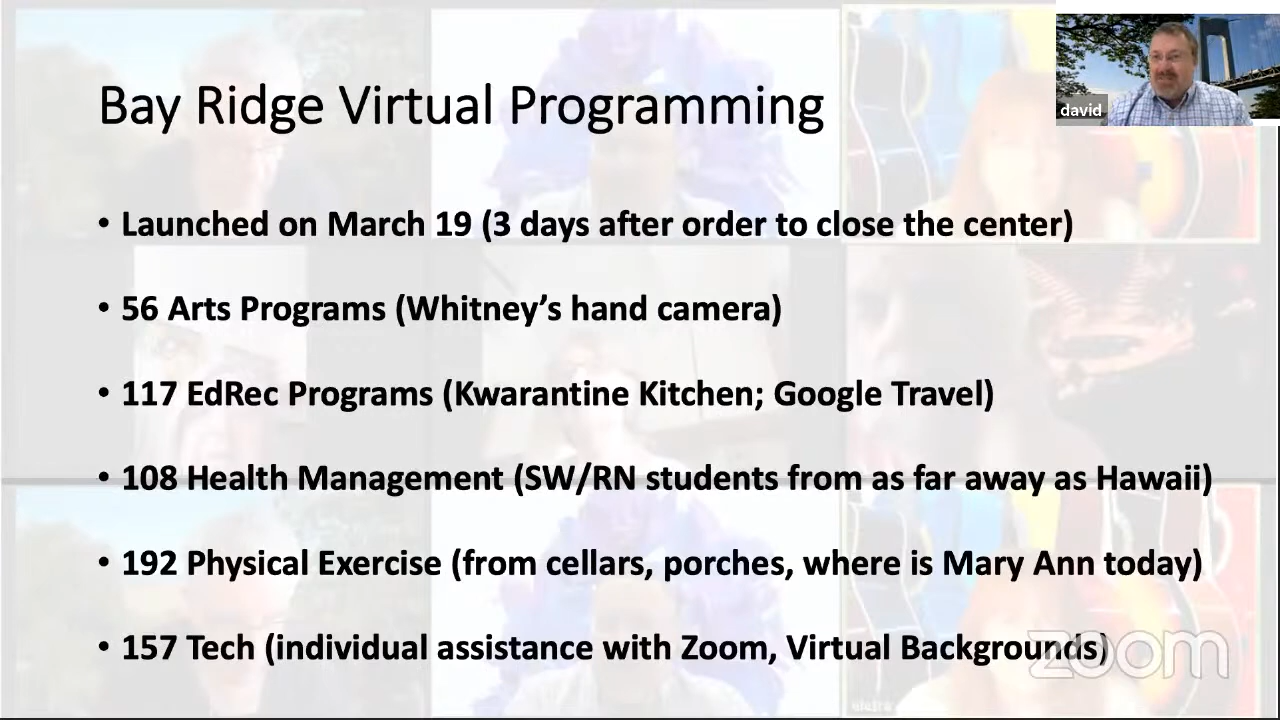 david
Bay Ridge Virtual Programming
• Launched on March 19 (3 days after order to close the center)
• 56 Arts Programs (Whitney’s hand camera)
• 117 EdRec Programs (Kwarantine Kitchen; Google Travel)
• 108 Health Management (SW/RN students from as far away as Hawaii)
• 192 Physical Exercise (from cellars, porches, where is Mary Ann today)
• 157 Tech (individual assistance with Zoom, Virtual Backgrounds)
zoom